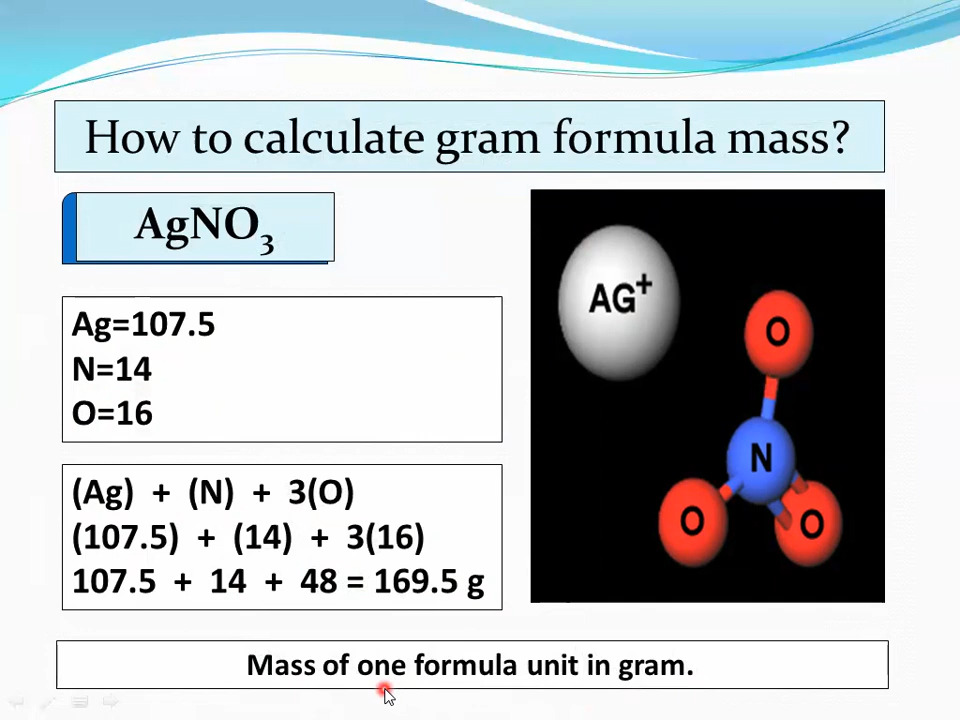 How to calculate gram formula mass?
AgNO₃
Ag=107.5
N=14
O=16
(Ag) + (N) + 3(O)
(107.5) + (14) + 3(16)
107.5 + 14 + 48 = 169.5 g
AG⁺
O
N
O
O
Mass of one formula unit in gram.